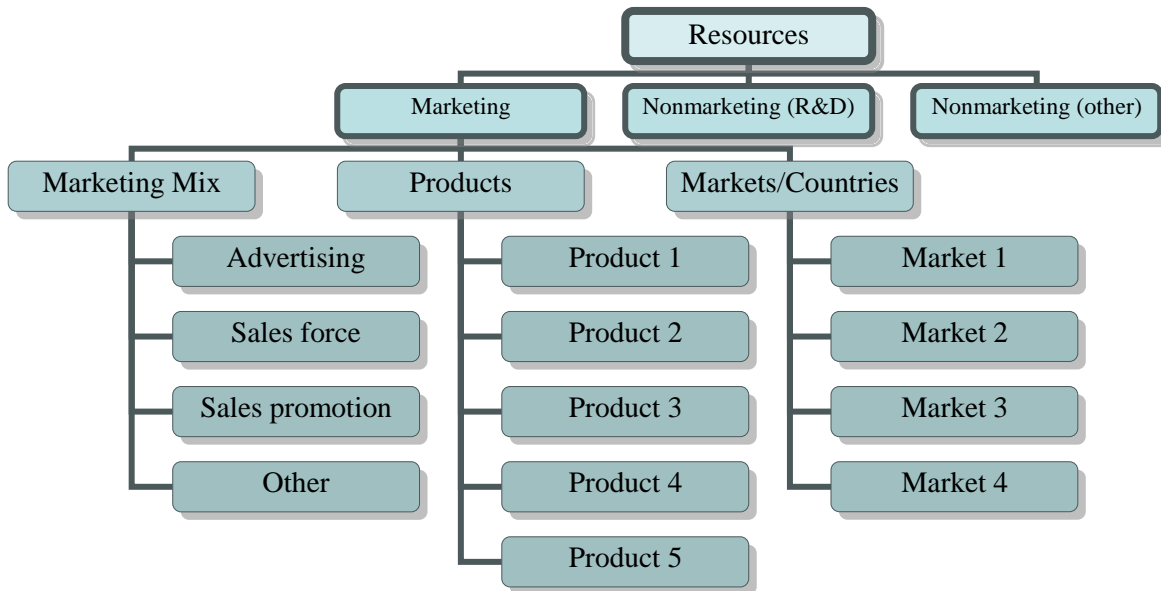 Resources
Marketing
Nonmarketing (R&D)
Nonmarketing (other)
Marketing Mix
Products
Markets/Countries
Advertising
Product 1
Market 1
Sales force
Product 2
Market 2
Sales promotion
Product 3
Market 3
Other
Product 4
Market 4
Product 5